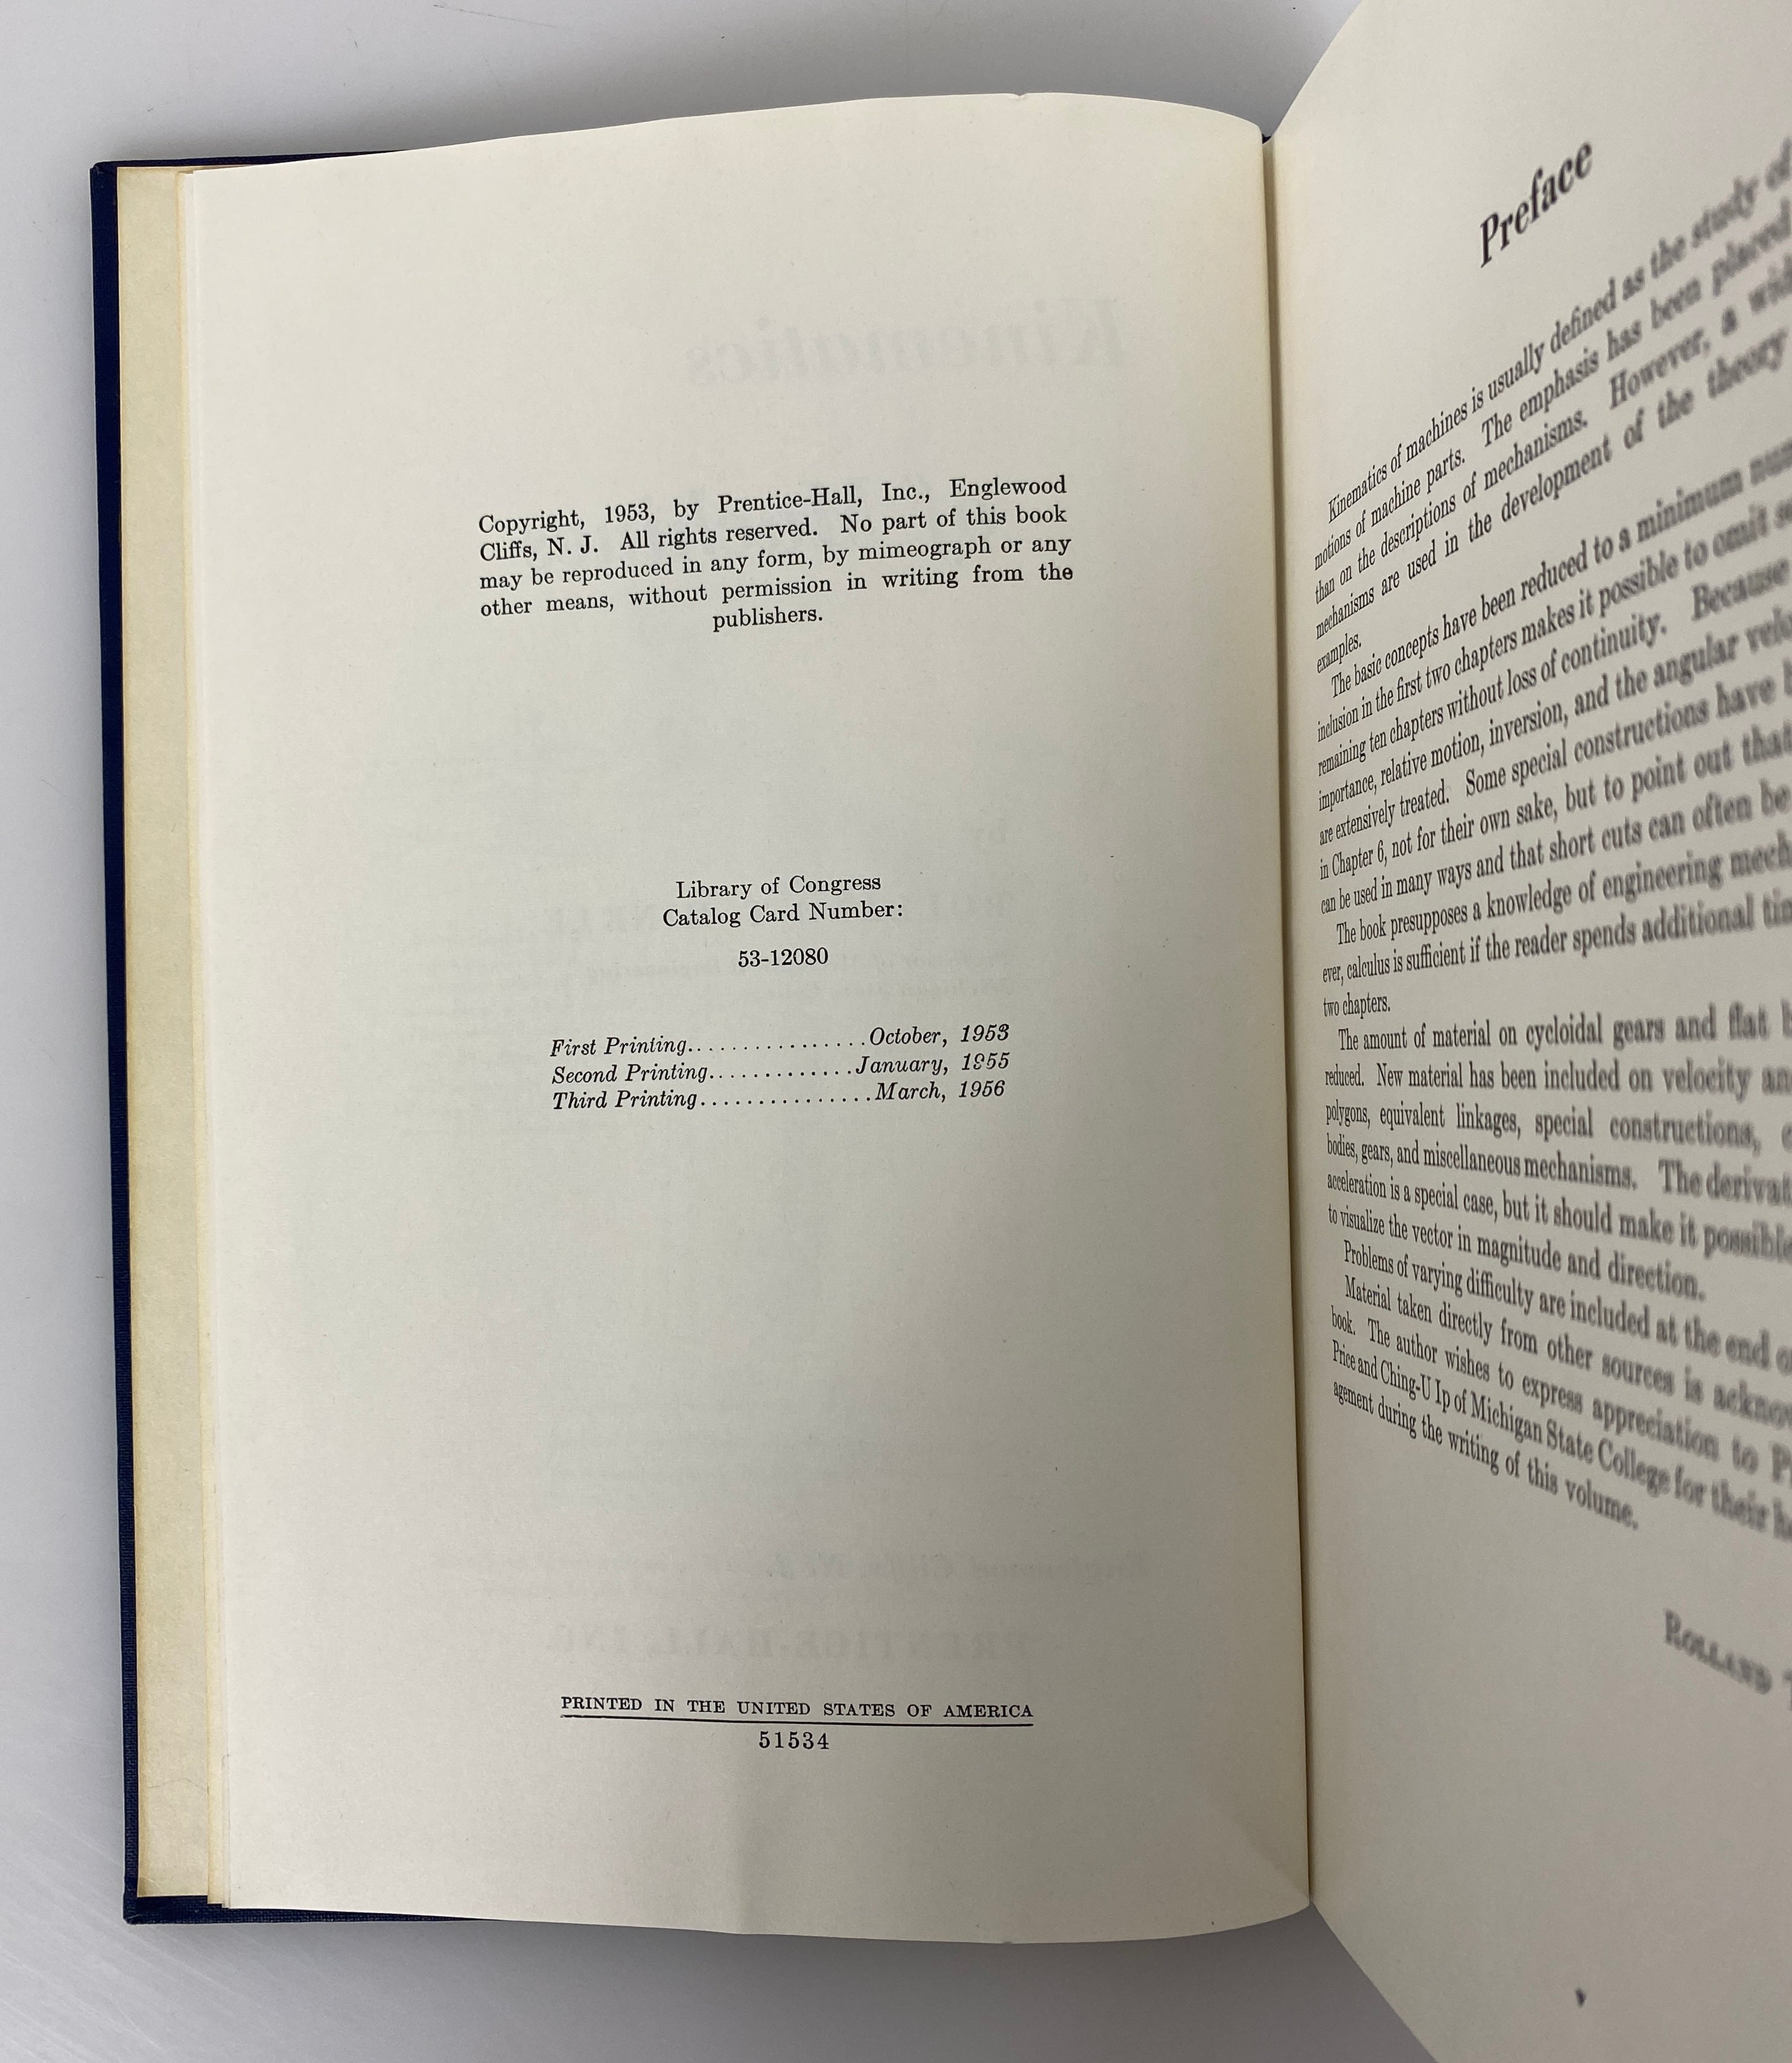 Copyright, 1953, by Prentice-Hall, Inc., Englewood
Cliffs, N. J. All rights reserved. No part of this book
may be reproduced in any form, by mimeograph or any
other means, without permission in writing from the
publishers.
Library of Congress
Catalog Card Number:
53-12080
First Printing................October, 1953
Second Printing.............January, 1955
Third Printing................March, 1956
PRINTED IN THE UNITED STATES OF AMERICA
51534
Preface
Kinematics of machines is usually defined as the study of
motions of machine parts. The emphasis has been placed
than on the descriptions of mechanisms. However, a
mechanisms are used in the development of the theory
examples.
The basic concepts have been reduced to a minimum
inclusion in the first two chapters makes it possible to omit
remaining ten chapters without loss of continuity. Because
importance, relative motion, inversion, and the angular
are extensively treated. Some special constructions have
in Chapter 6, not for their own sake, but to point out that
can be used in many ways and that short cuts can often be
The book presupposes a knowledge of engineering
ever, calculus is sufficient if the reader spends additional
two chapters.
The amount of material on cycloidal gears and flat
reduced. New material has been included on velocity
polygons, equivalent linkages, special constructions,
bodies, gears, and miscellaneous mechanisms. The
acceleration is a special case, but it should make it possible
to visualize the vector in magnitude and direction.
Problems of varying difficulty are included at the end
Material taken directly from other sources is
book. The author wishes to express appreciation to
Price and Ching-U Ip of Michigan State College for their
agement during the writing of this volume.
ROLLAND
v